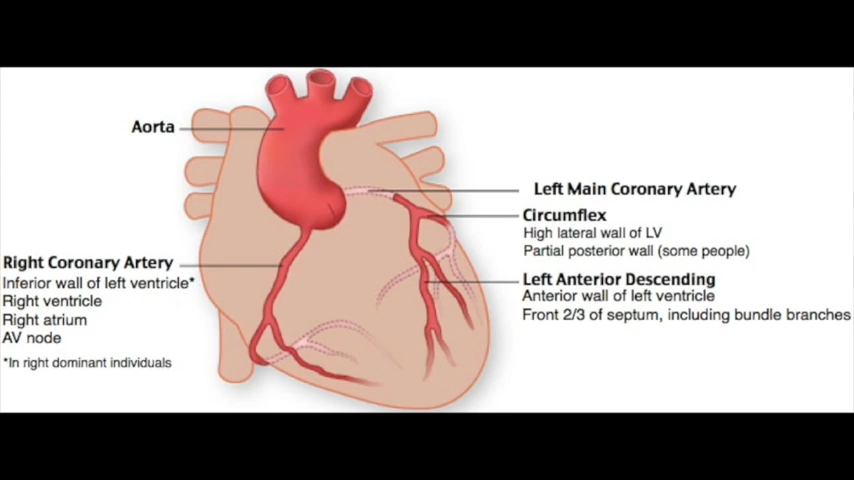 Aorta
Left Main Coronary Artery
Circumflex
High lateral wall of LV
Partial posterior wall (some people)
Right Coronary Artery
Inferior wall of left ventricle*
Right ventricle
Right atrium
AV node
*In right dominant individuals
Left Anterior Descending
Anterior wall of left ventricle
Front 2/3 of septum, including bundle branches